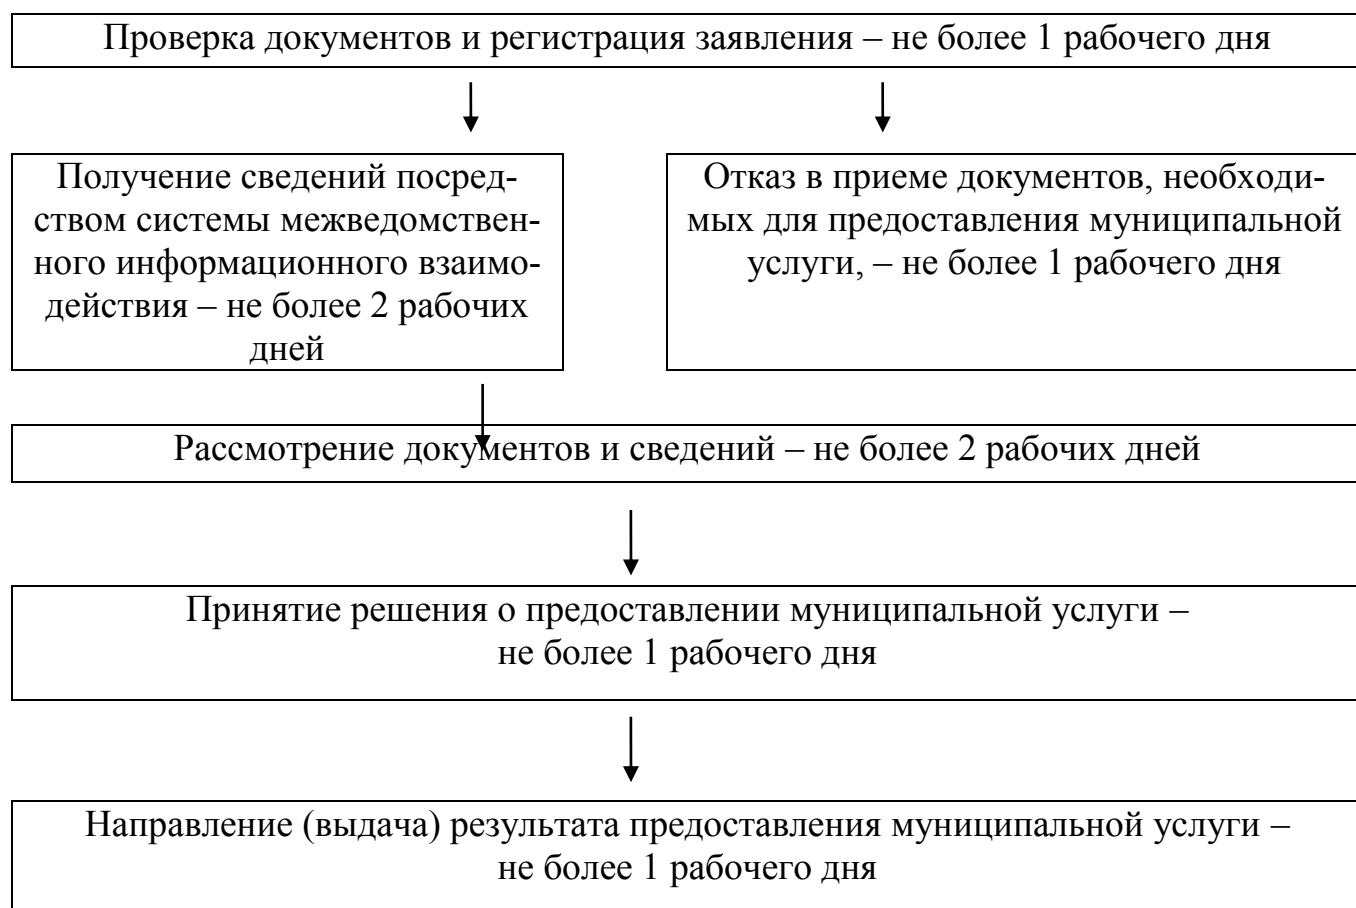 Проверка документов и регистрация заявления – не более 1 рабочего дня
Получение сведений посред-
ством системы межведомствен-
ного информационного взаимо-
действия – не более 2 рабочих
дней
Отказ в приеме документов, необходи-
мых для предоставления муниципальной
услуги, – не более 1 рабочего дня
Рассмотрение документов и сведений – не более 2 рабочих дней
Принятие решения о предоставлении муниципальной услуги –
не более 1 рабочего дня
Направление (выдача) результата предоставления муниципальной услуги –
не более 1 рабочего дня